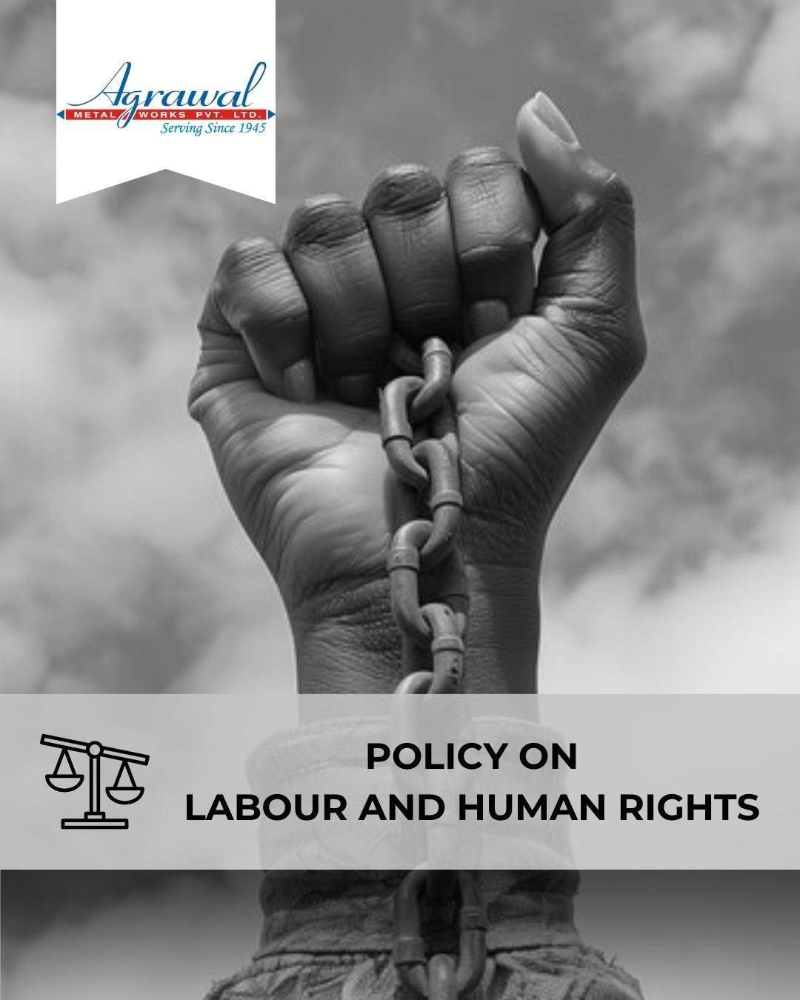 Agrawal
METAL WORKS PVT. LTD.
Serving Since 1945
POLICY ON
LABOUR AND HUMAN RIGHTS